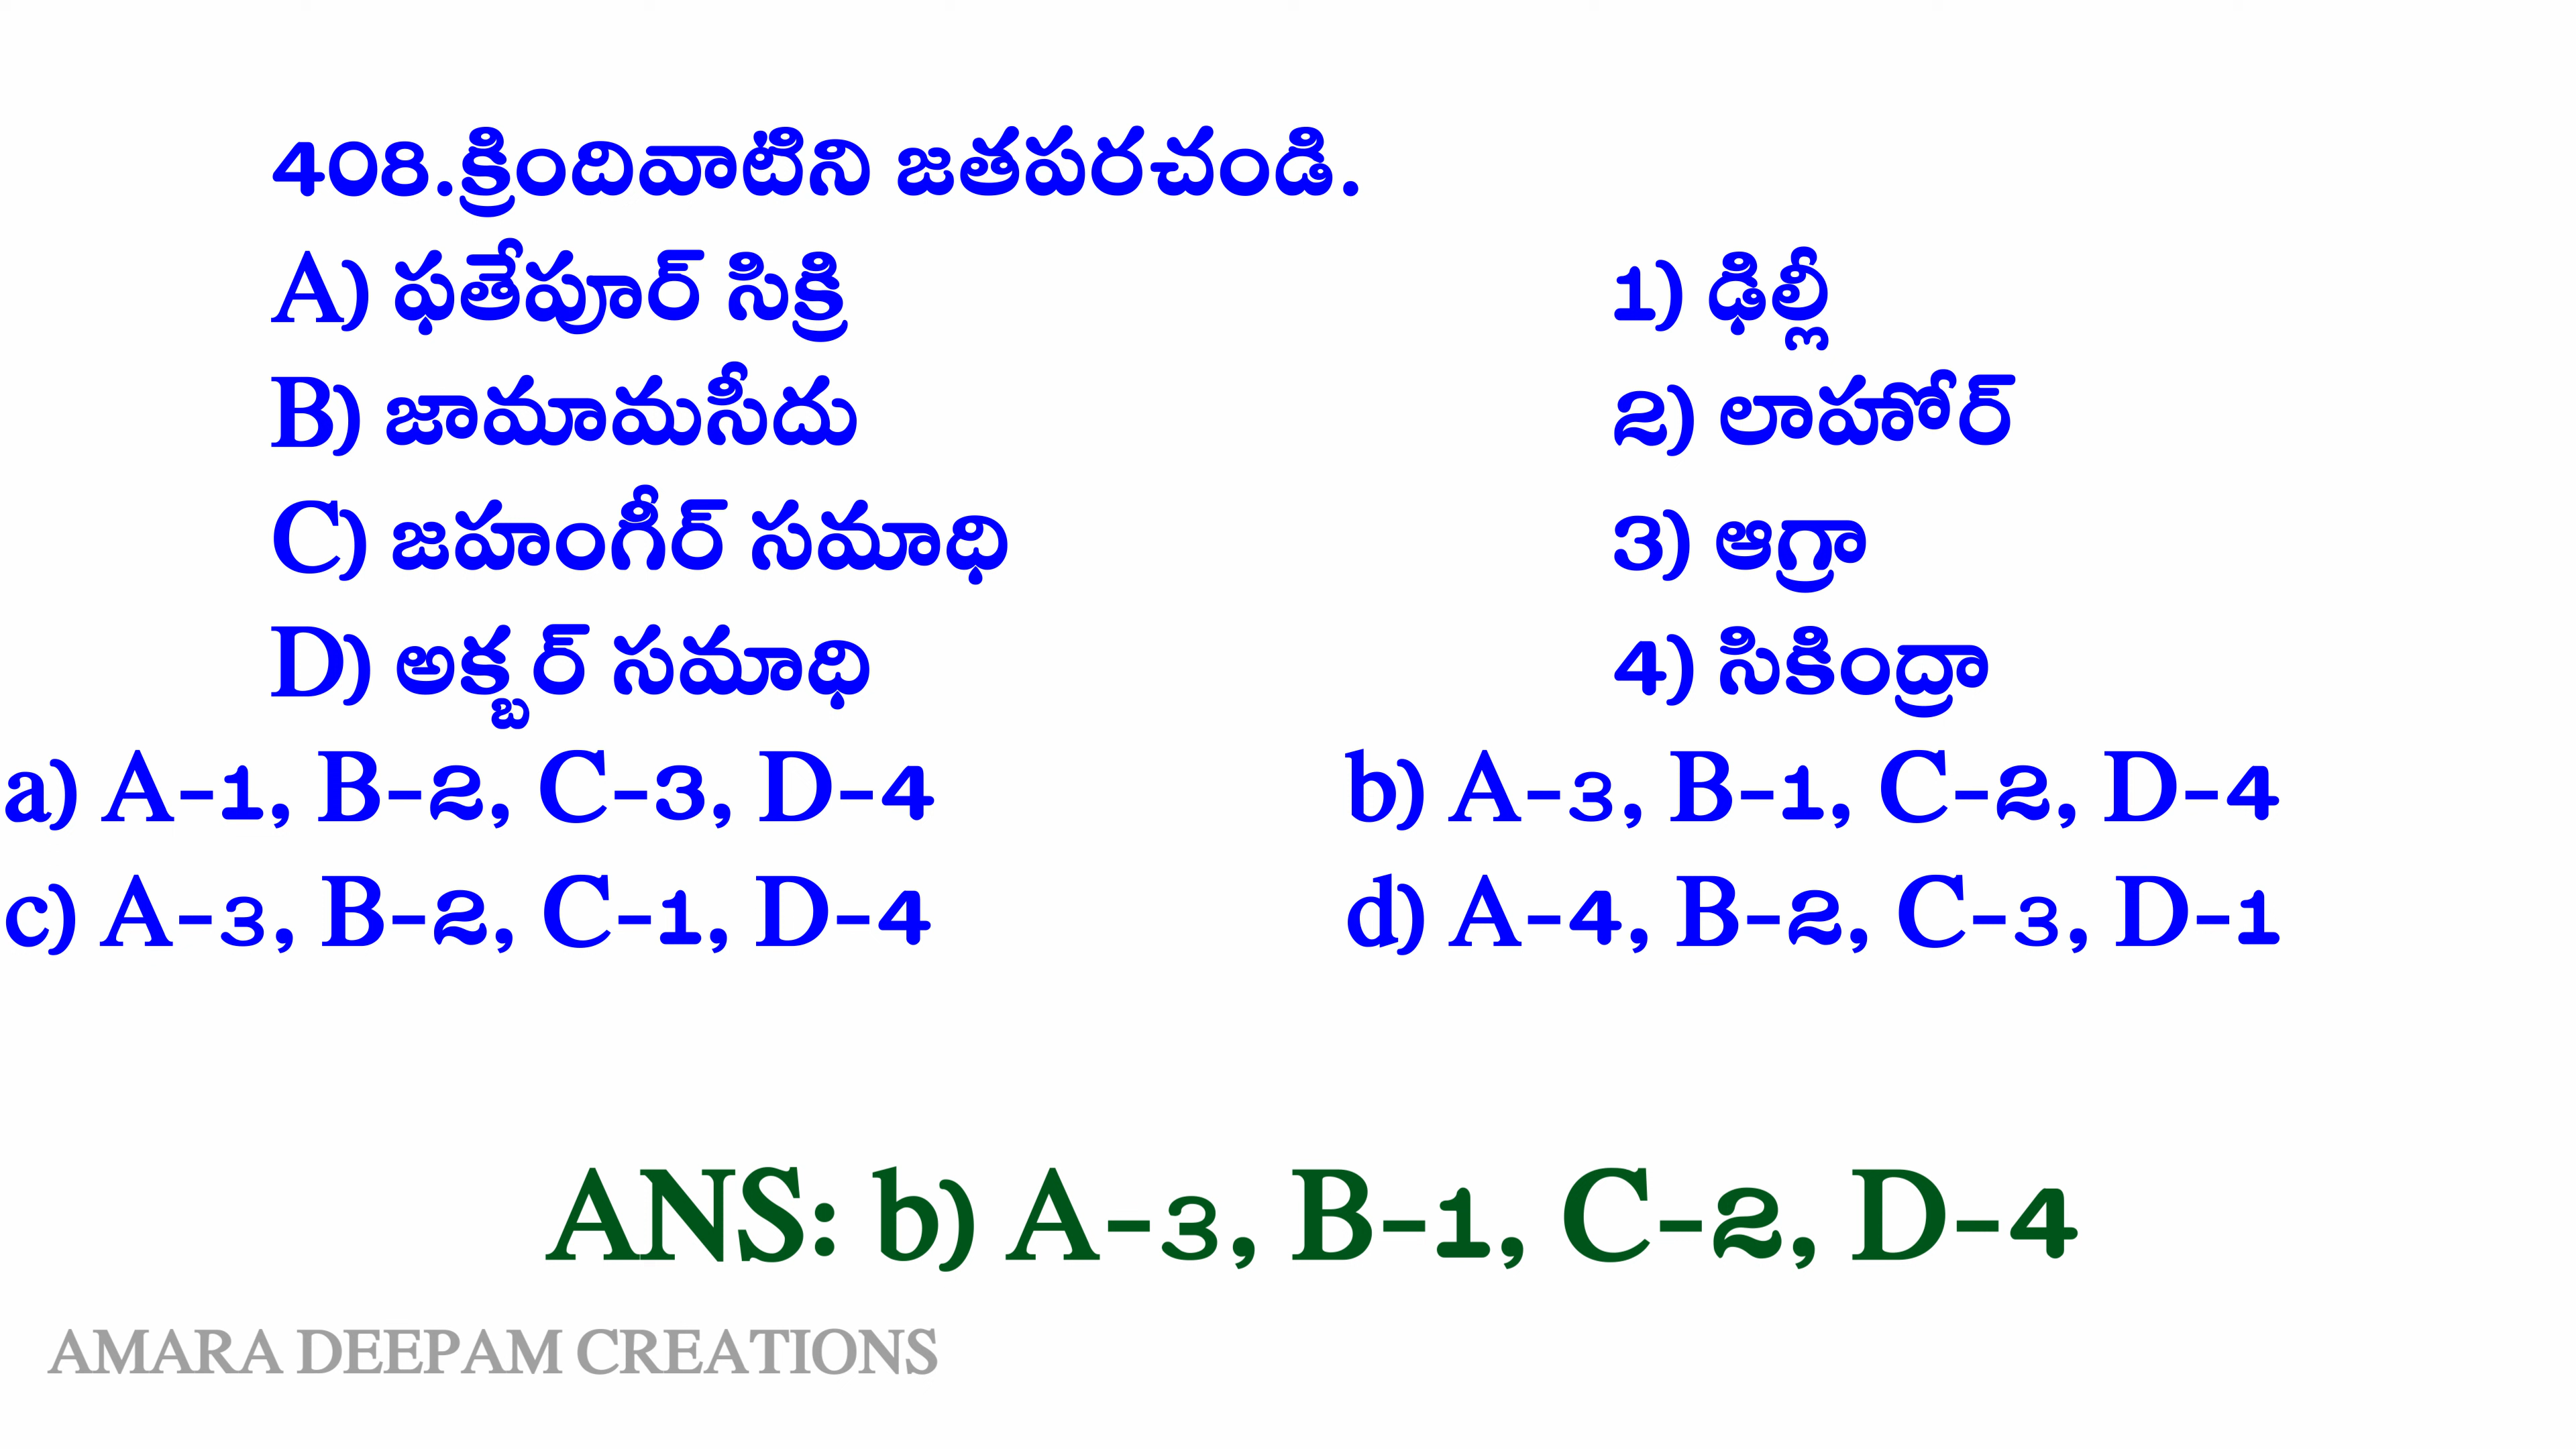 408.క్రిందివాటిని జతపరచండి.
A) ఫతేపూర్ సిక్రి 1) ఢిల్లీ
B) జామామసీదు 2) లాహోర్
C) జహంగీర్ సమాధి 3) ఆగ్రా
D) అక్బర్ సమాధి 4) సికింద్రా
a) A-1, B-2, C-3, D-4 b) A-3, B-1, C-2, D-4
c) A-3, B-2, C-1, D-4 d) A-4, B-2, C-3, D-1
ANS: b) A-3, B-1, C-2, D-4
AMARA DEEPAM CREATIONS